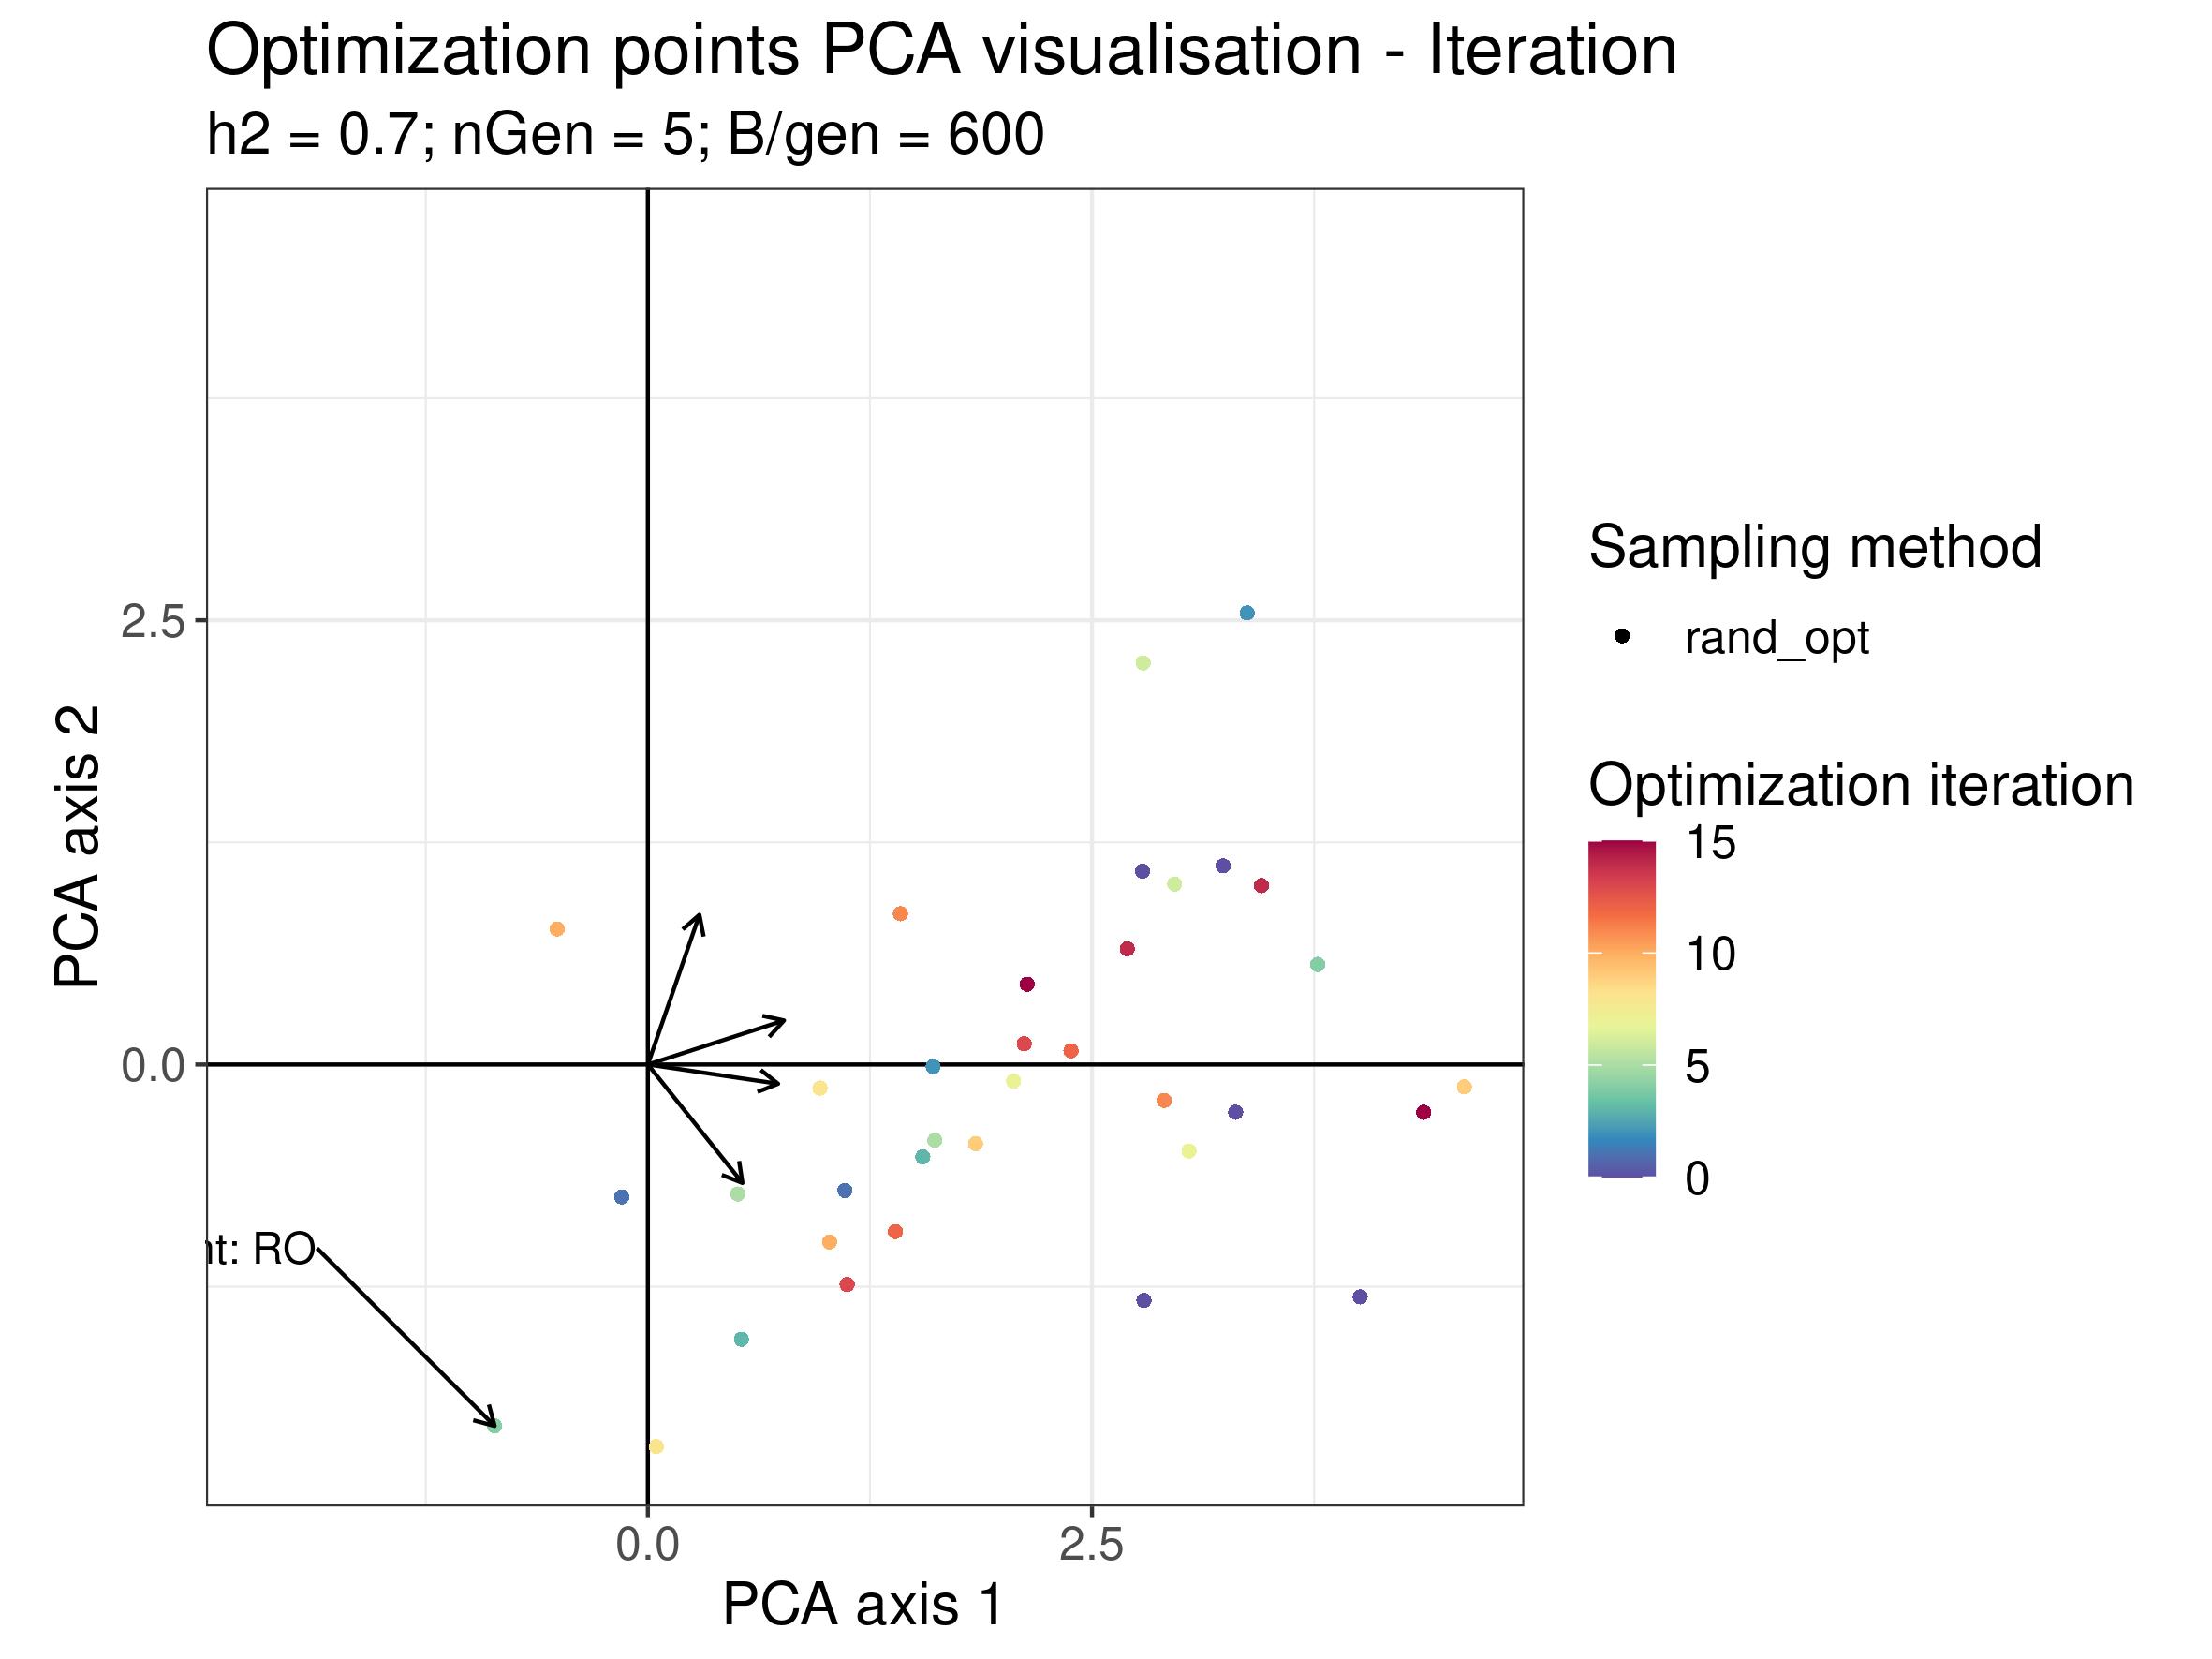 Optimization points PCA visualisation - Iteration
h2 = 0.7; nGen = 5; B/gen = 600
PCA axis 2
2.5
0.0
nt: RO
0.0
2.5
PCA axis 1
Sampling method
rand_opt
Optimization iteration
15
10
5
0